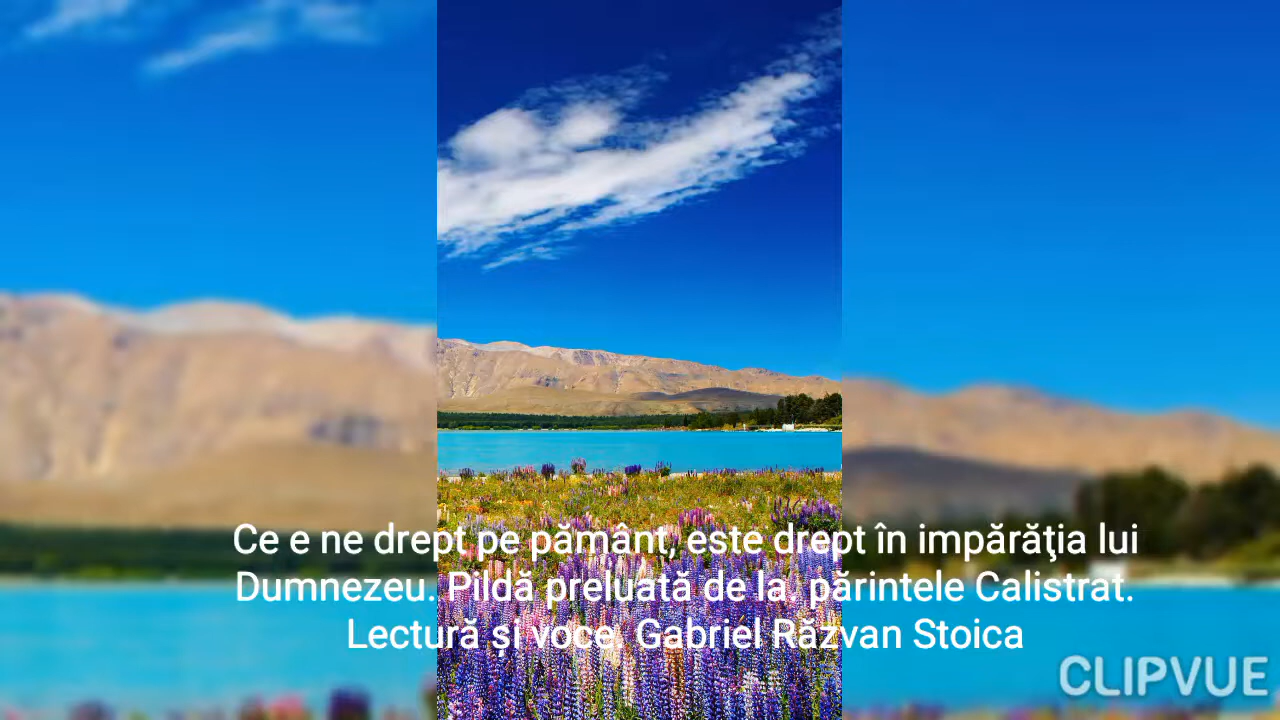 Ce e ne drept pe pământ, este drept în impărăţia lui
Dumnezeu. Pildă preluată de la. părintele Calistrat.
Lectură și voce. Gabriel Răzvan Stoica
CLIPVUE